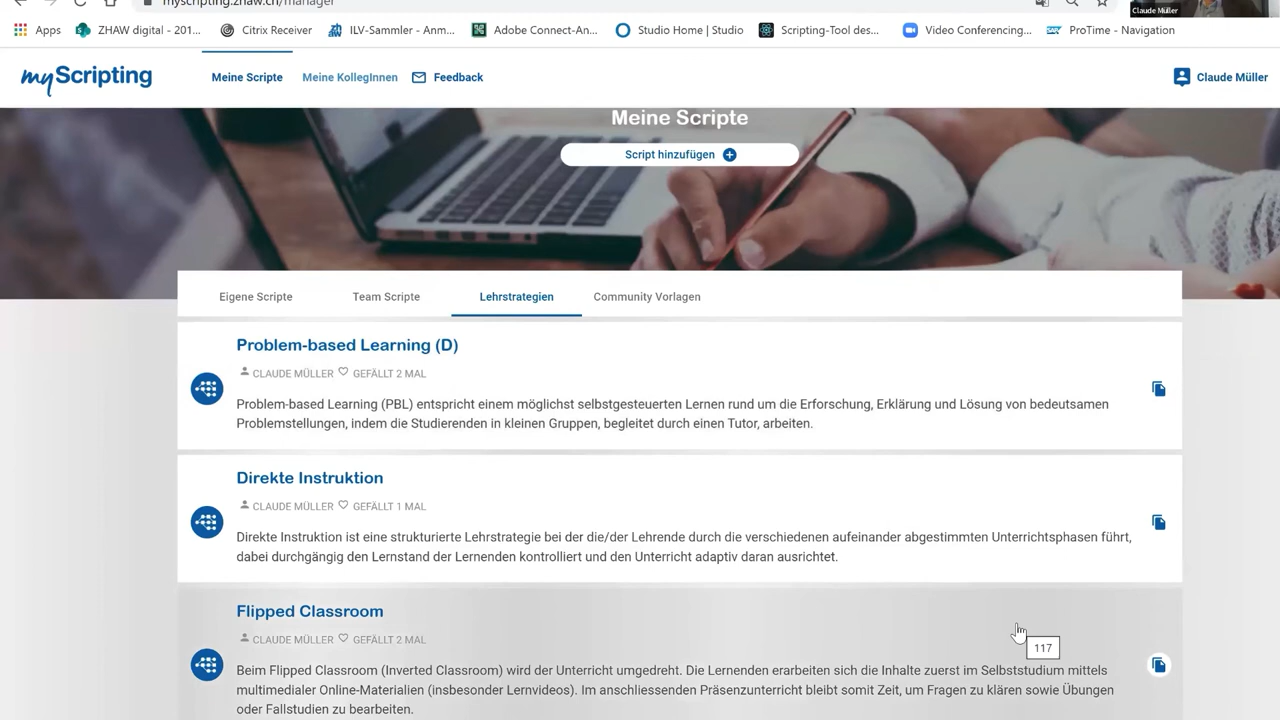 myscripting.zhaw.ch/manager
Claude Müller
Apps ZHAW digital - 201... Citrix Receiver ILV-Sammler - Anm... Adobe Connect-An... Studio Home | Studio Scripting-Tool des... Video Conferencing,... ProTime - Navigation
myScripting Meine Scripte Meine KollegInnen Feedback Claude Müller
Meine Scripte
Script hinzufügen
Eigene Scripte Team Scripte Lehrstrategien Community Vorlagen
Problem-based Learning (D)
CLAUDE MÜLLER GEFÄLLT 2 MAL
Problem-based Learning (PBL) entspricht einem möglichst selbstgesteuerten Lernen rund um die Erforschung, Erklärung und Lösung von bedeutsamen
Problemstellungen, indem die Studierenden in kleinen Gruppen, begleitet durch einen Tutor, arbeiten.
Direkte Instruktion
CLAUDE MÜLLER GEFÄLLT 1 MAL
Direkte Instruktion ist eine strukturierte Lehrstrategie bei der die/der Lehrende durch die verschiedenen aufeinander abgestimmten Unterrichtsphasen führt,
dabei durchgängig den Lernstand der Lernenden kontrolliert und den Unterricht adaptiv daran ausrichtet.
Flipped Classroom
CLAUDE MÜLLER GEFÄLLT 2 MAL
117
Beim Flipped Classroom (Inverted Classroom) wird der Unterricht umgedreht. Die Lernenden erarbeiten sich die Inhalte zuerst im Selbststudium mittels
multimedialer Online-Materialien (insbesonder Lernvideos). Im anschliessenden Präsenzunterricht bleibt somit Zeit, um Fragen zu klären sowie Übungen
oder Fallstudien zu bearbeiten.